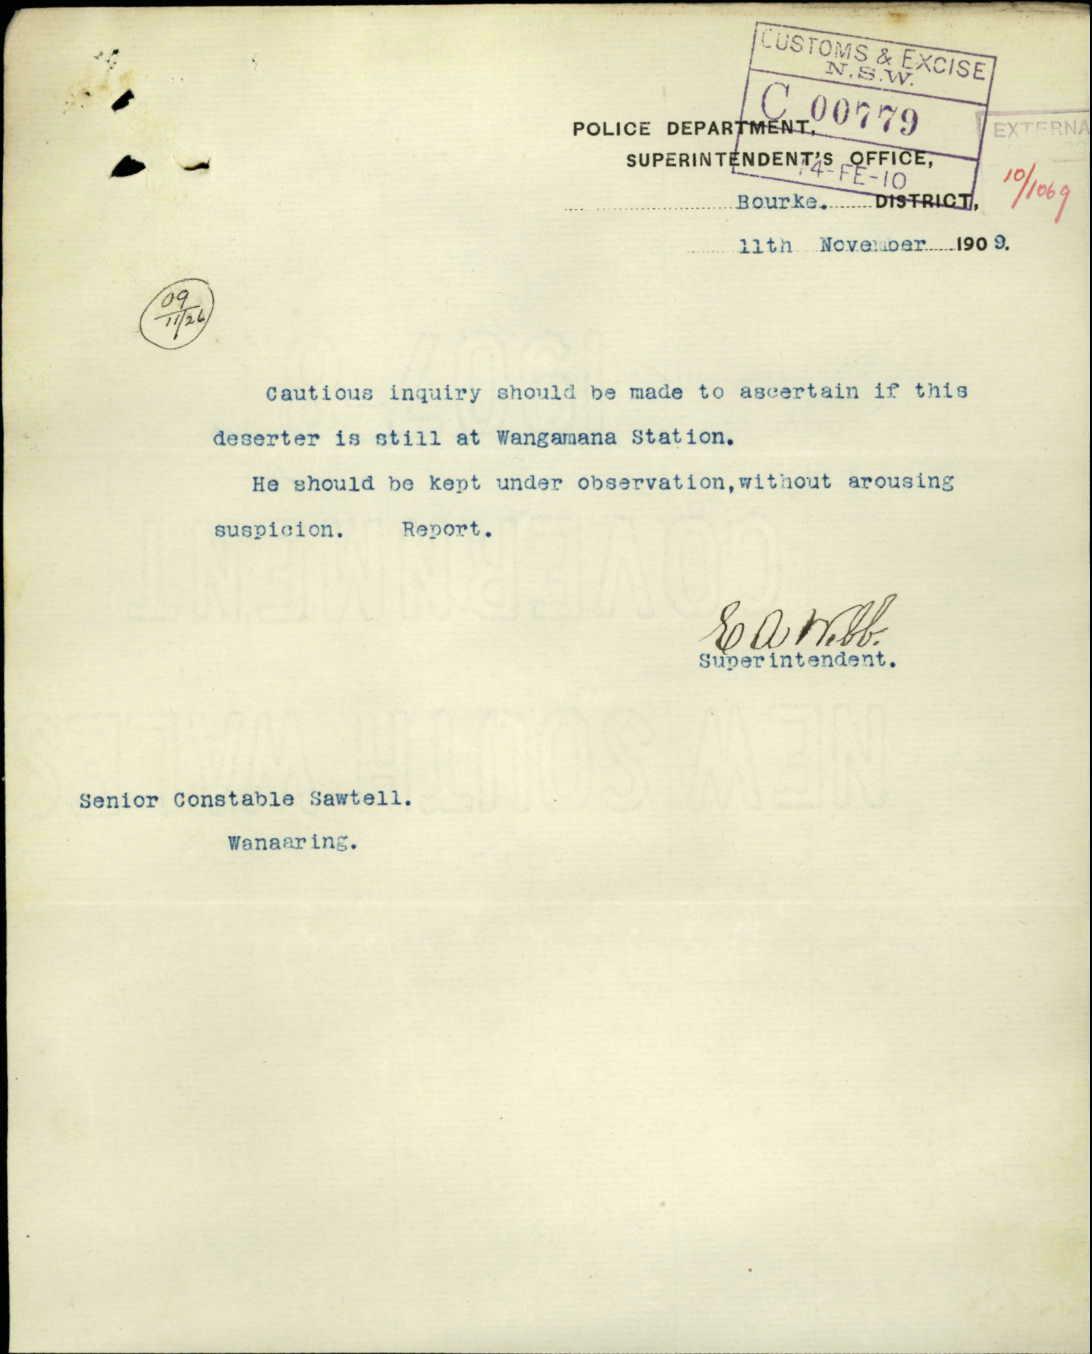 CUSTOMS & EXCISE
N.S.W.
C 00779
14-FE-10
EXTERNA
10/1069
POLICE DEPARTMENT,
SUPERINTENDENT'S OFFICE,
Bourke. DISTRICT,
11th November 1909.
09
11/26
Cautious inquiry should be made to ascertain if this
deserter is still at Wangamana Station.
He should be kept under observation,without arousing
suspicion. Report.
E A Webb.
Superintendent.
Senior Constable Sawtell.
Wanaaring.